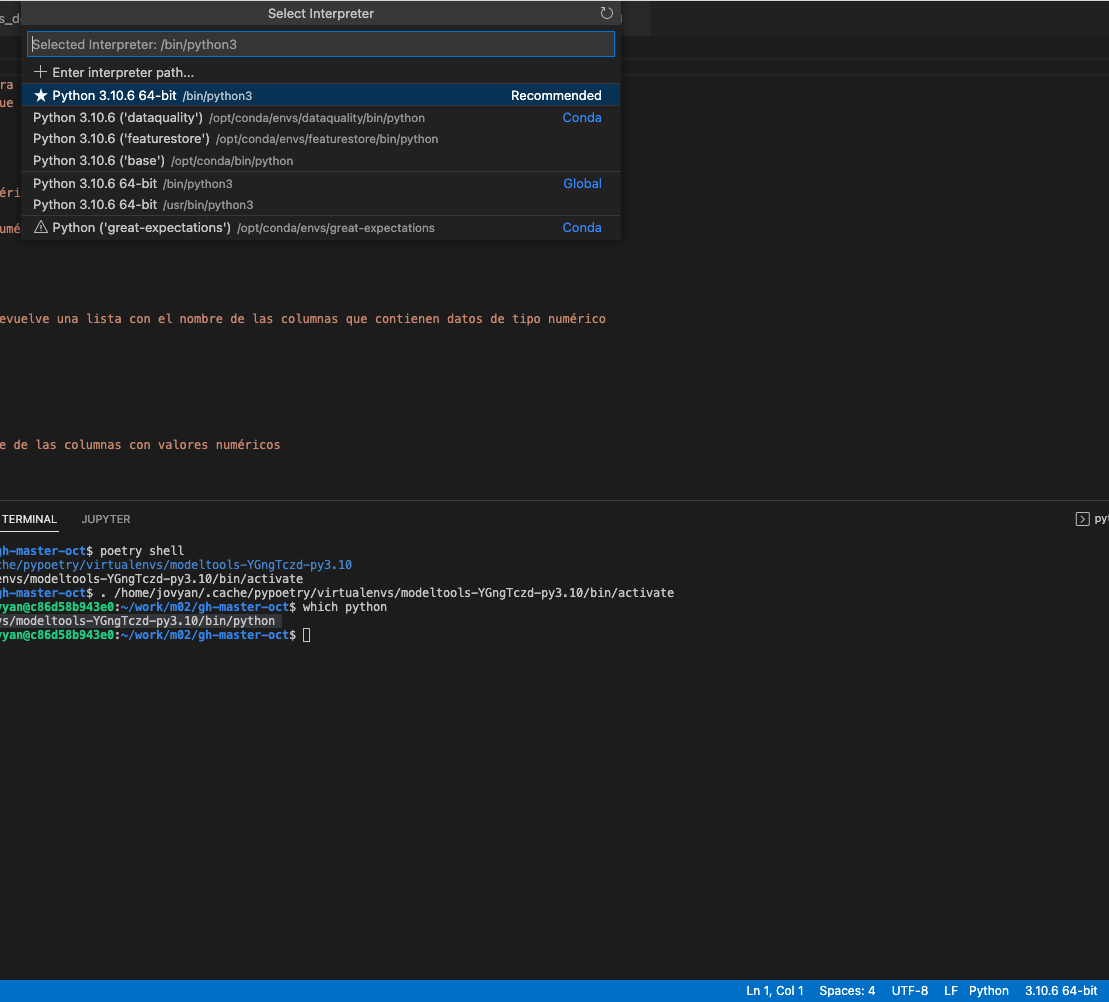 Select Interpreter
Selected Interpreter: /bin/python3
Enter interpreter path...
Python 3.10.6 64-bit /bin/python3 Recommended
Python 3.10.6 ('dataquality') /opt/conda/envs/dataquality/bin/python Conda
Python 3.10.6 ('featurestore') /opt/conda/envs/featurestore/bin/python
Python 3.10.6 ('base') /opt/conda/bin/python
Python 3.10.6 64-bit /bin/python3 Global
Python 3.10.6 64-bit /usr/bin/python3
Python ('great-expectations') /opt/conda/envs/great-expectations Conda
s_d
ra
ue
éri
umé
evuelve una lista con el nombre de las columnas que contienen datos de tipo numérico
e de las columnas con valores numéricos
TERMINAL JUPYTER py
gh-master-oct$ poetry shell
che/pypoetry/virtualenvs/modeltools-YGngTczd-py3.10
envs/modeltools-YGngTczd-py3.10/bin/activate
gh-master-oct$ . /home/jovyan/.cache/pypoetry/virtualenvs/modeltools-YGngTczd-py3.10/bin/activate
vyan@c86d58b943e0:~/work/m02/gh-master-oct$ which python
vs/modeltools-YGngTczd-py3.10/bin/python
vyan@c86d58b943e0:~/work/m02/gh-master-oct$
Ln 1, Col 1 Spaces: 4 UTF-8 LF Python 3.10.6 64-bit